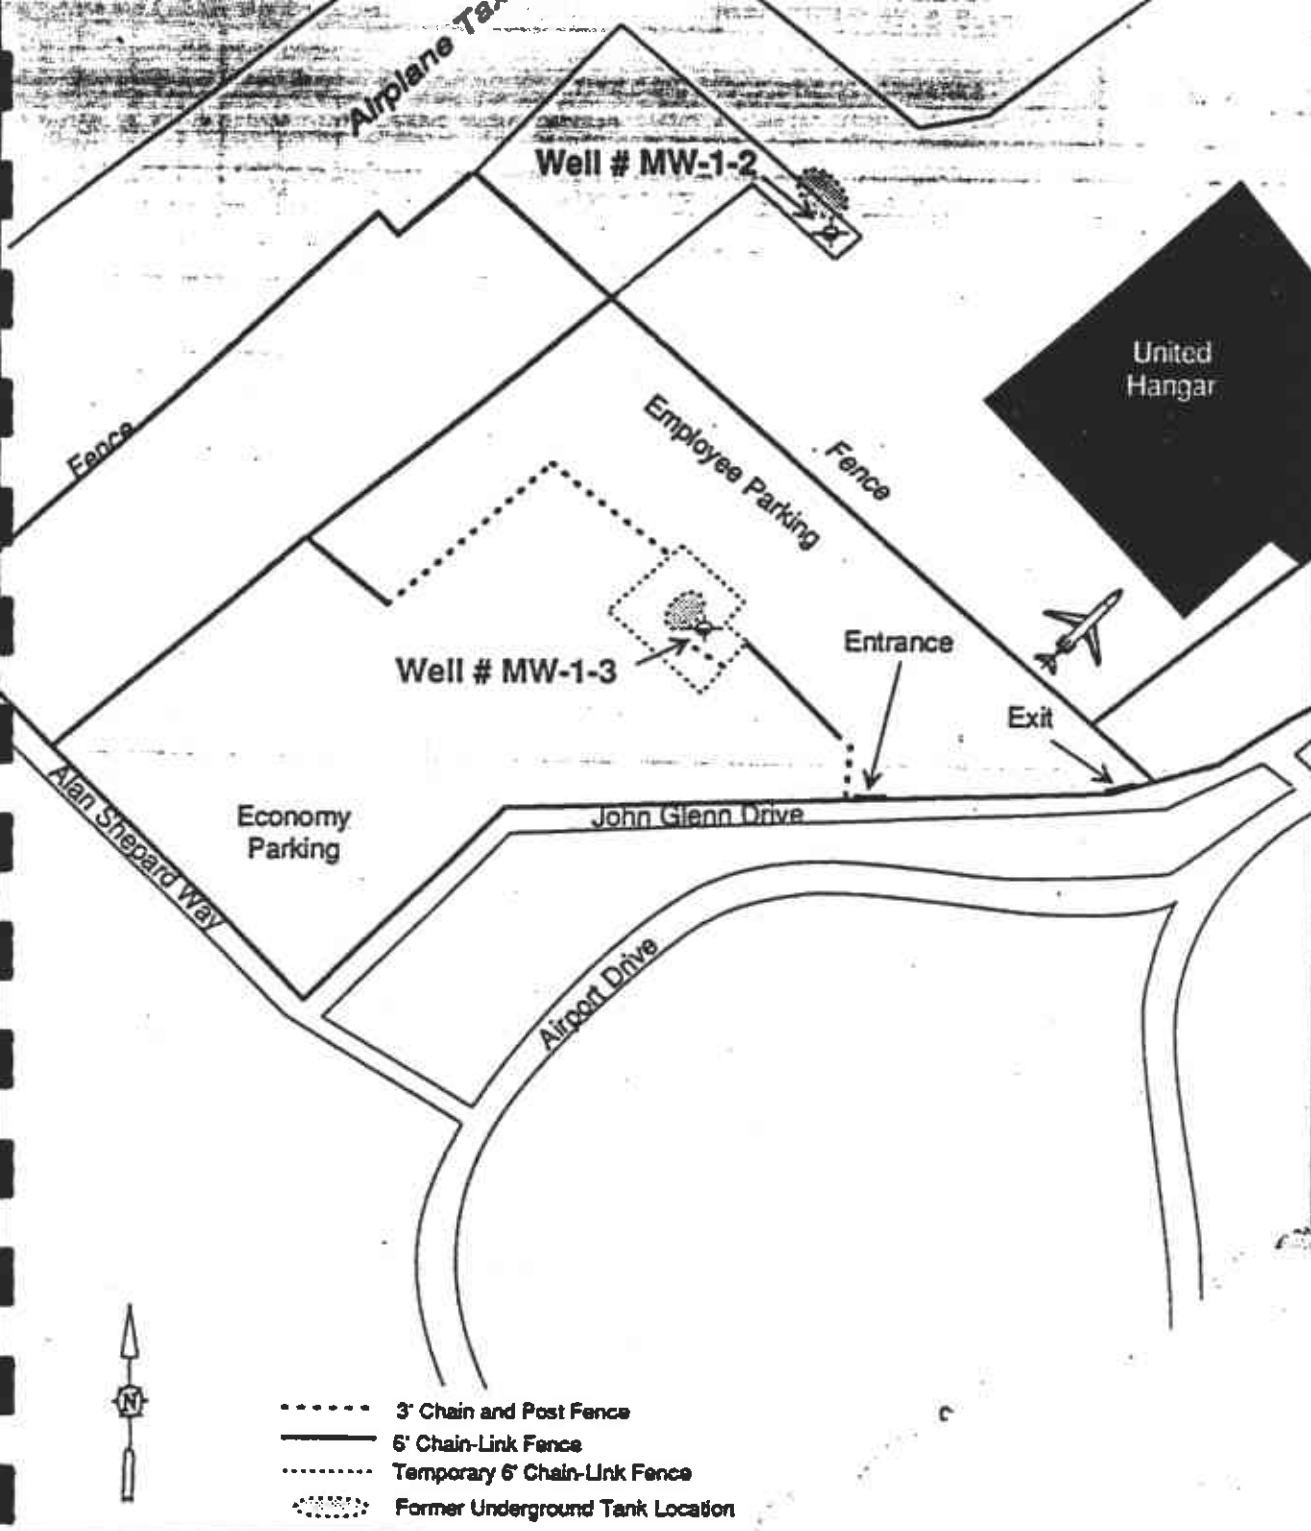 Airplane
Well # MW-1-2
United
Hangar
Fence
Employee Parking
Fence
Entrance
Well # MW-1-3
Exit
Alan Shepard Way
Economy
Parking
John Glenn Drive
Airport Drive
N
3' Chain and Post Fence
6' Chain-Link Fence
Temporary 6' Chain-Link Fence
Former Underground Tank Location